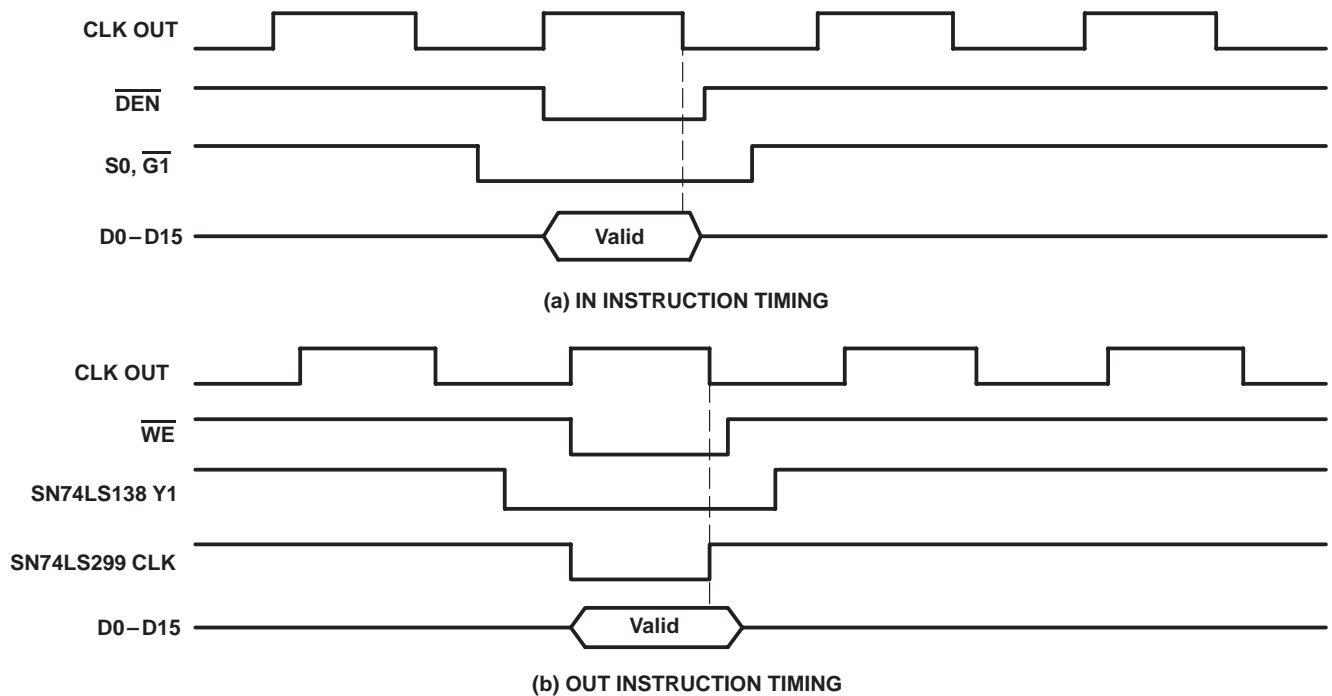 CLK OUT
DEN
S0, G1
D0–D15
Valid
(a) IN INSTRUCTION TIMING
CLK OUT
WE
SN74LS138 Y1
SN74LS299 CLK
D0–D15
Valid
(b) OUT INSTRUCTION TIMING